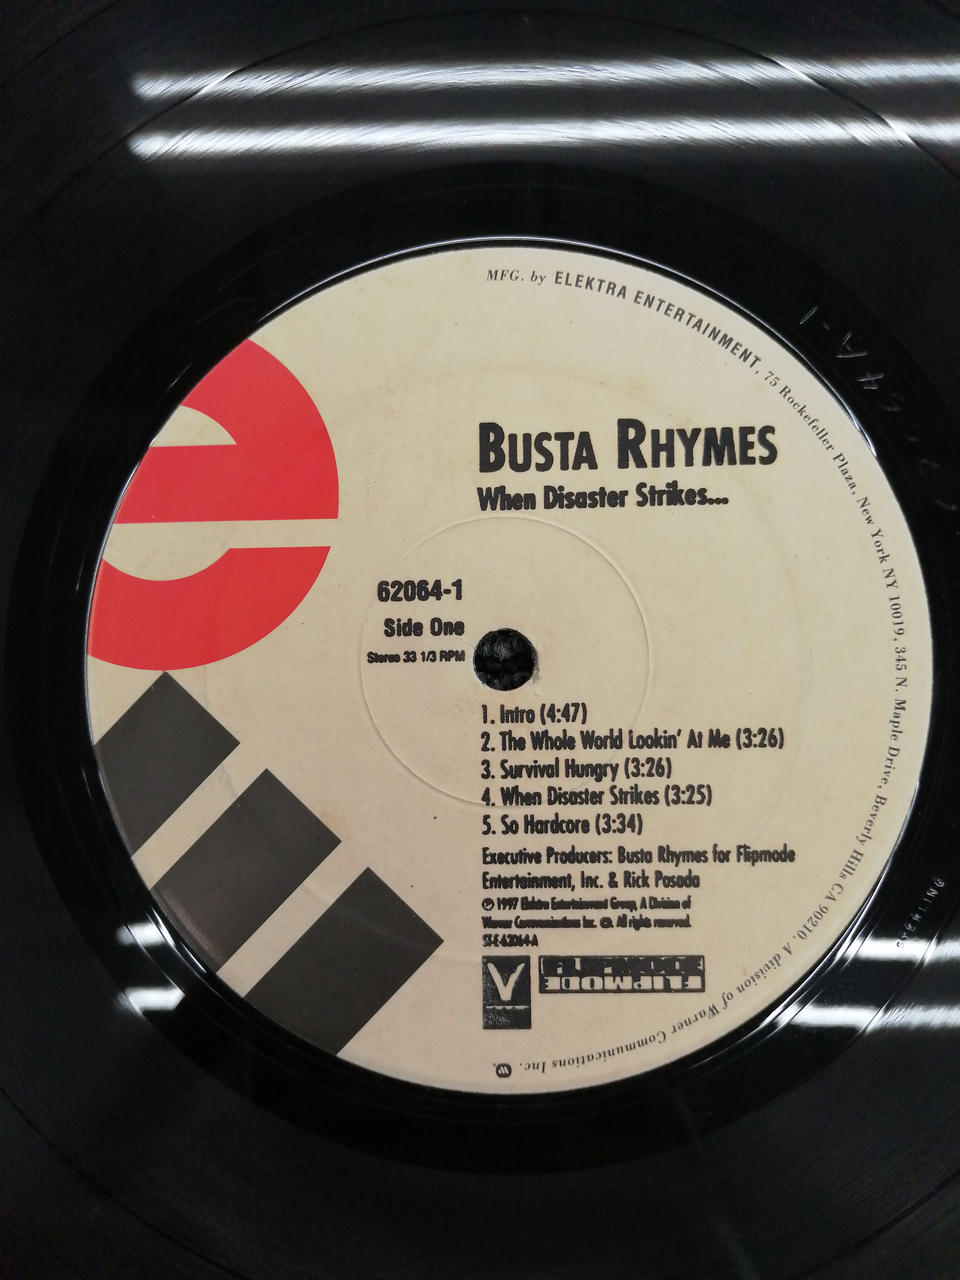 MFG. by ELEKTRA ENTERTAINMENT, 75 Rockefeller Plaza, New York NY 10019, 345 N. Maple Drive, Beverly Hills CA 90210. A division of Warner Communications Inc.
BUSTA RHYMES
When Disaster Strikes...
62064-1
Side One
Stereo 33 1/3 RPM
1. Intro (4:47)
2. The Whole World Lookin' At Me (3:26)
3. Survival Hungry (3:26)
4. When Disaster Strikes (3:25)
5. So Hardcore (3:34)
Executive Producers: Busta Rhymes for Flipmode
Entertainment, Inc. & Rick Posada
℗ 1997 Elektra Entertainment Group, A Division of
Warner Communications Inc. ©. All rights reserved.
ST-E-62064-A
FLIPMODE
STERLING